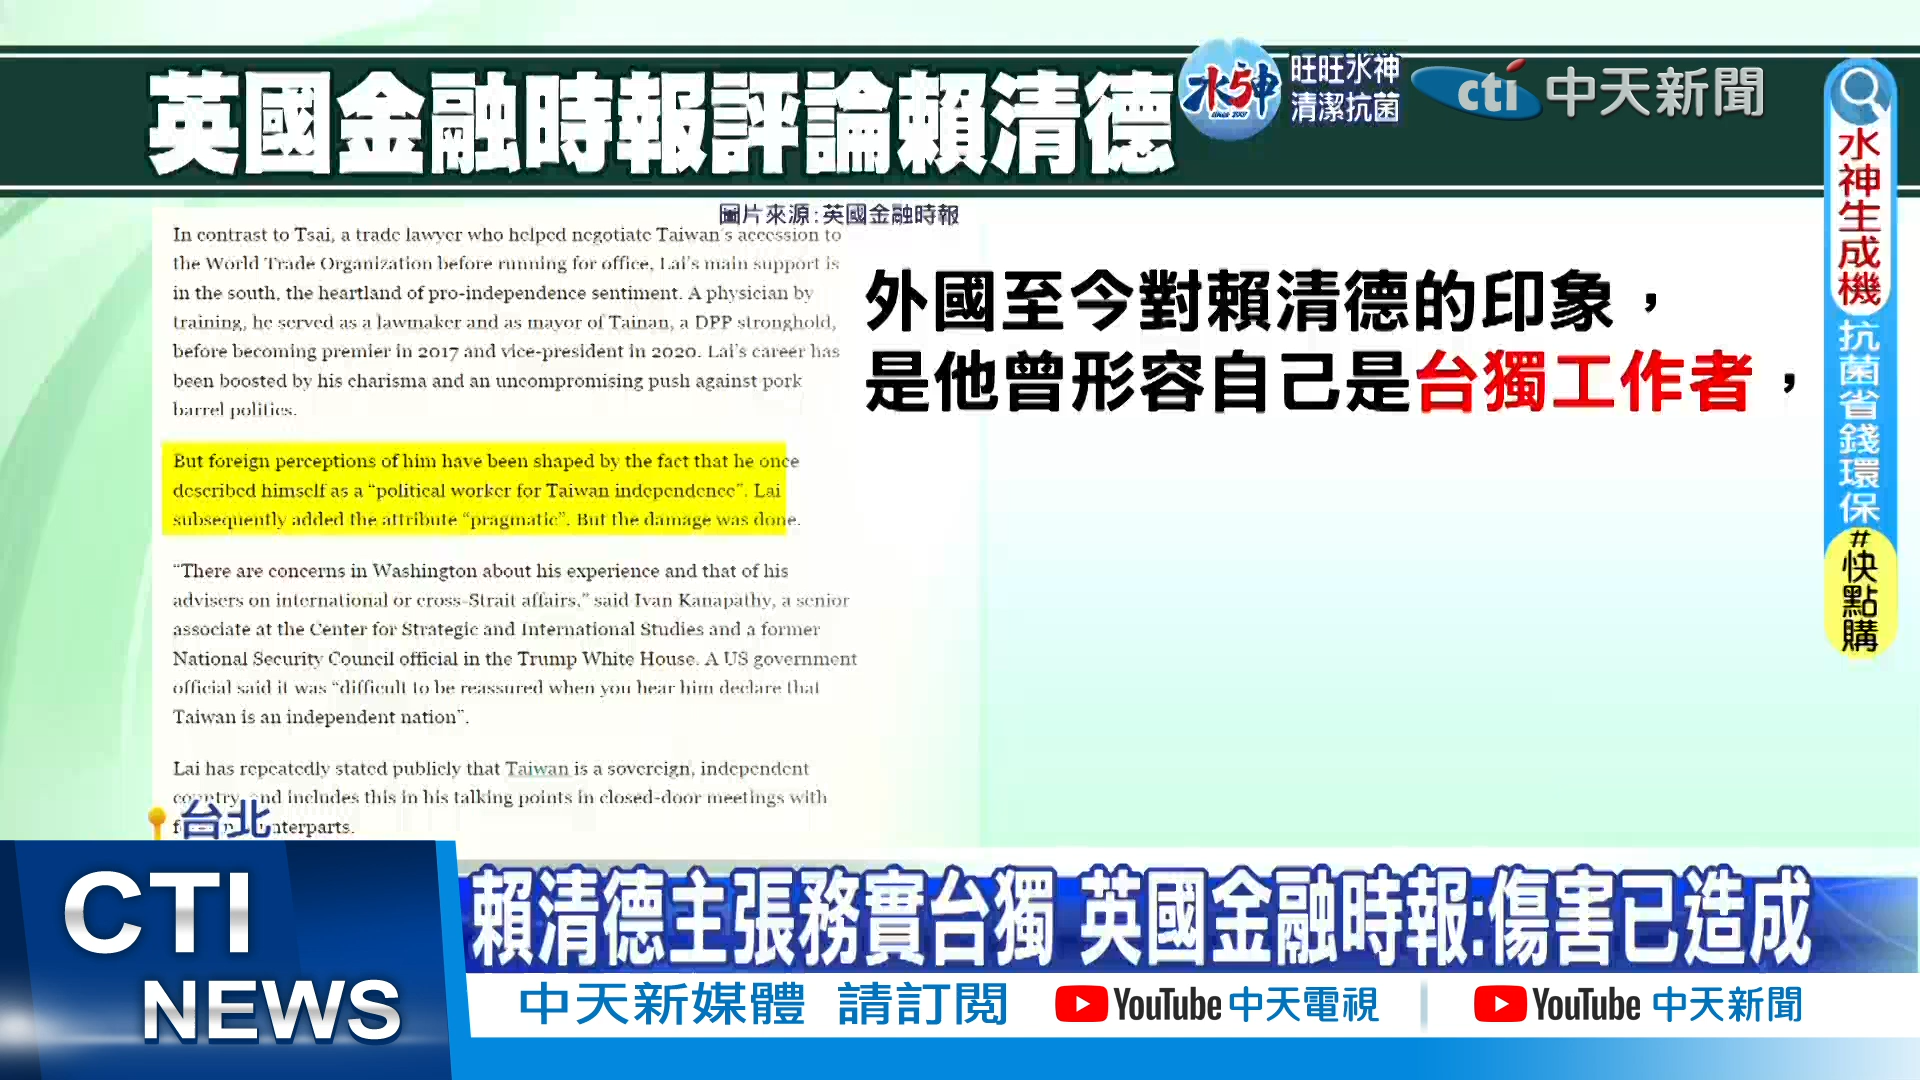 英國金融時報評論賴清德
水神
since 2007
旺旺水神
清潔抗菌
cti 中天新聞
圖片來源:英國金融時報
In contrast to Tsai, a trade lawyer who helped negotiate Taiwan's accession to
the World Trade Organization before running for office, Lai's main support is
in the south, the heartland of pro-independence sentiment. A physician by
training, he served as a lawmaker and as mayor of Tainan, a DPP stronghold,
before becoming premier in 2017 and vice-president in 2020. Lai's career has
been boosted by his charisma and an uncompromising push against pork
barrel politics.
But foreign perceptions of him have been shaped by the fact that he once
described himself as a “political worker for Taiwan independence”. Lai
subsequently added the attribute “pragmatic”. But the damage was done.
“There are concerns in Washington about his experience and that of his
advisers on international or cross-Strait affairs,” said Ivan Kanapathy, a senior
associate at the Center for Strategic and International Studies and a former
National Security Council official in the Trump White House. A US government
official said it was “difficult to be reassured when you hear him declare that
Taiwan is an independent nation”.
Lai has repeatedly stated publicly that Taiwan is a sovereign, independent
and includes this in his talking points in closed-door meetings with
外國至今對賴清德的印象，
是他曾形容自己是台獨工作者，
水神生成機
抗菌省錢環保
#快點購
台北
CTI
NEWS
賴清德主張務實台獨 英國金融時報:傷害已造成
中天新媒體 請訂閱 YouTube 中天電視 YouTube 中天新聞